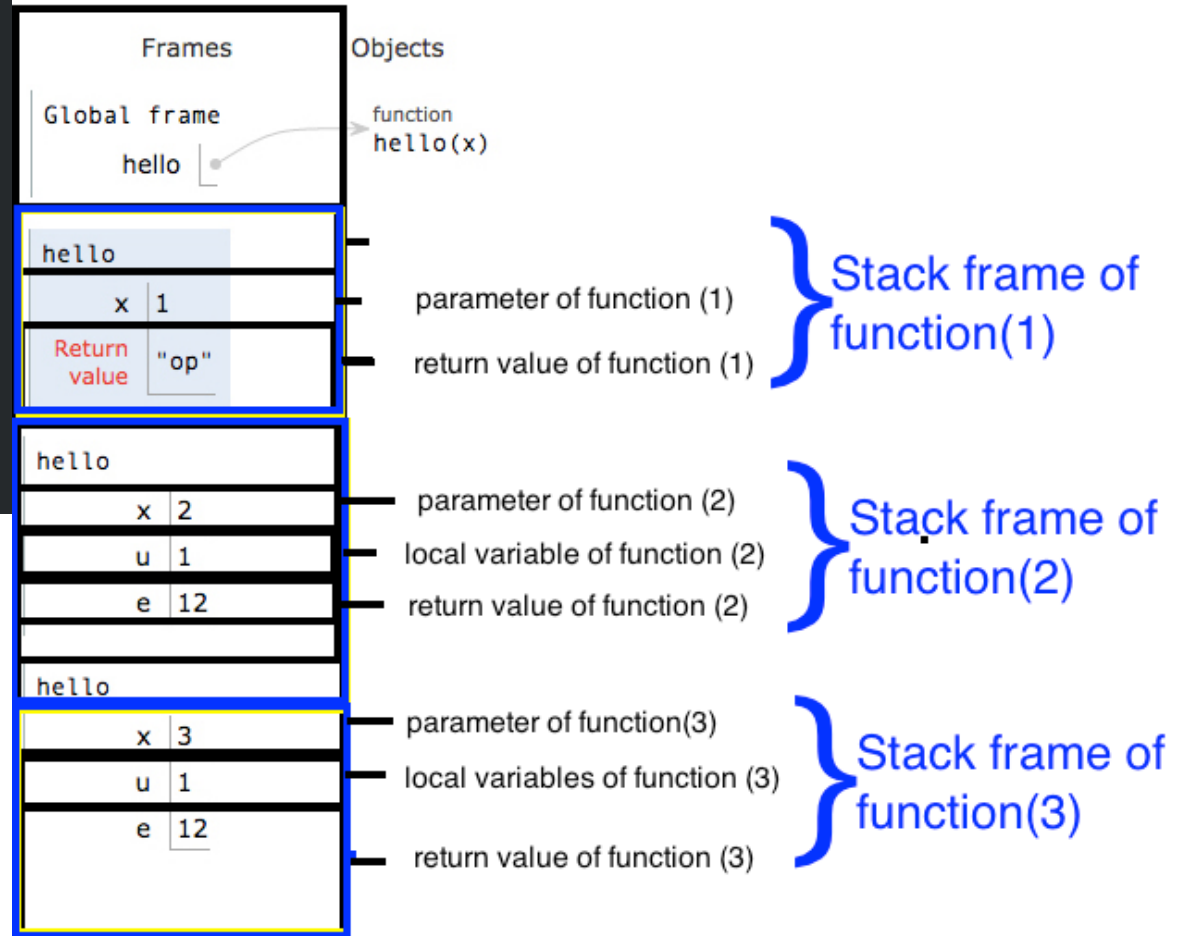 Frames Objects
Global frame
function
hello hello(x)
hello
x 1 parameter of function (1)
Return value "op" return value of function (1)
Stack frame of
function(1)
hello
x 2 parameter of function (2)
u 1 local variable of function (2)
e 12 return value of function (2)
Stack frame of
function(2)
hello
x 3 parameter of function(3)
u 1 local variables of function (3)
e 12
return value of function (3)
Stack frame of
function(3)